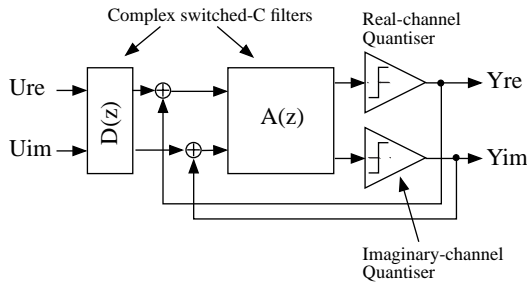 Complex switched-C filters
Real-channel
Quantiser
Ure
Uim
D(z)
A(z)
Yre
Yim
Imaginary-channel
Quantiser